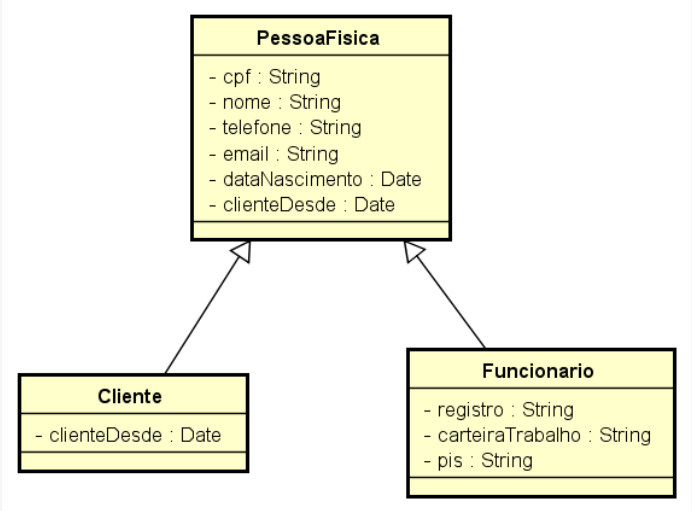 PessoaFisica
- cpf : String
- nome : String
- telefone : String
- email : String
- dataNascimento : Date
- clienteDesde : Date
Cliente
- clienteDesde : Date
Funcionario
- registro : String
- carteiraTrabalho : String
- pis : String